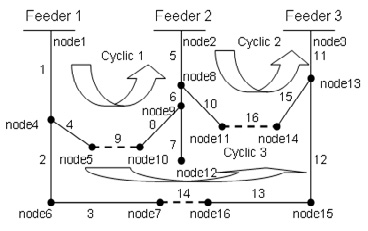 Feeder 1 Feeder 2 Feeder 3
node1 node2 node3
1 Cyclic 1 5 Cyclic 2 11
node8 node13
6 10 15
node4 4 node9 16
9 0 node11 node14
node5 node10 7 Cyclic 3
2 node12 12
14 13
node6 3 node7 node16 node15